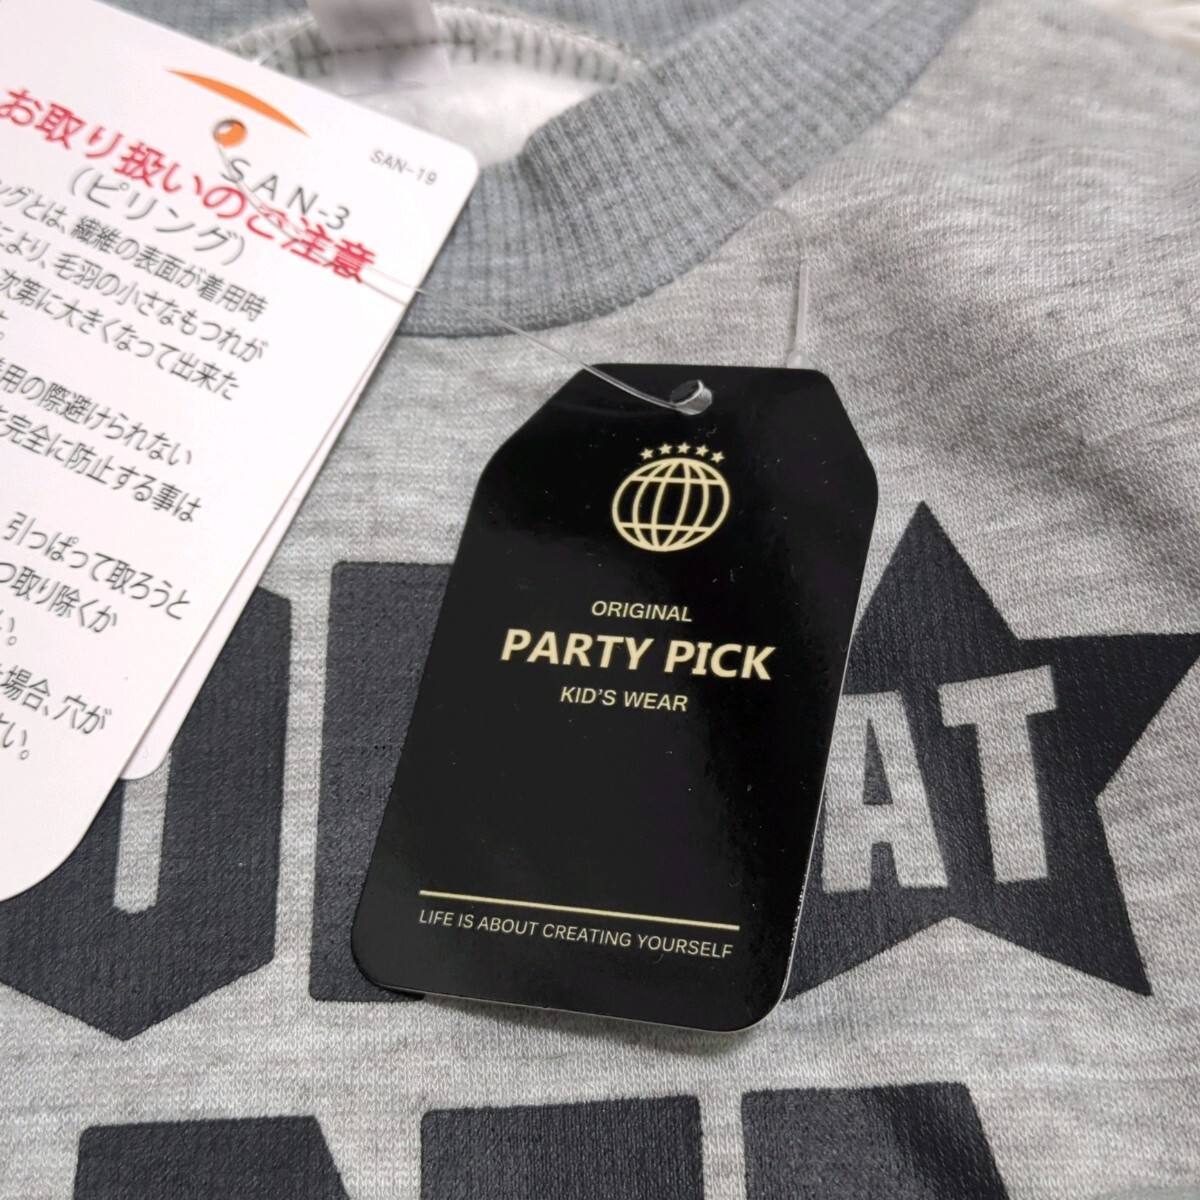 SAN-19
SAN-3
お取り扱いのご注意
(ピリング)
ングとは、繊維の表面が着用時
により、毛羽の小さなもつれが
次第に大きくなって出来た
用の際避けられない
完全に防止する事は
引っぱって取ろうと
つ取り除くか
い。
場合、穴が
さい。
ORIGINAL
PARTY PICK
KID'S WEAR
LIFE IS ABOUT CREATING YOURSELF
AT